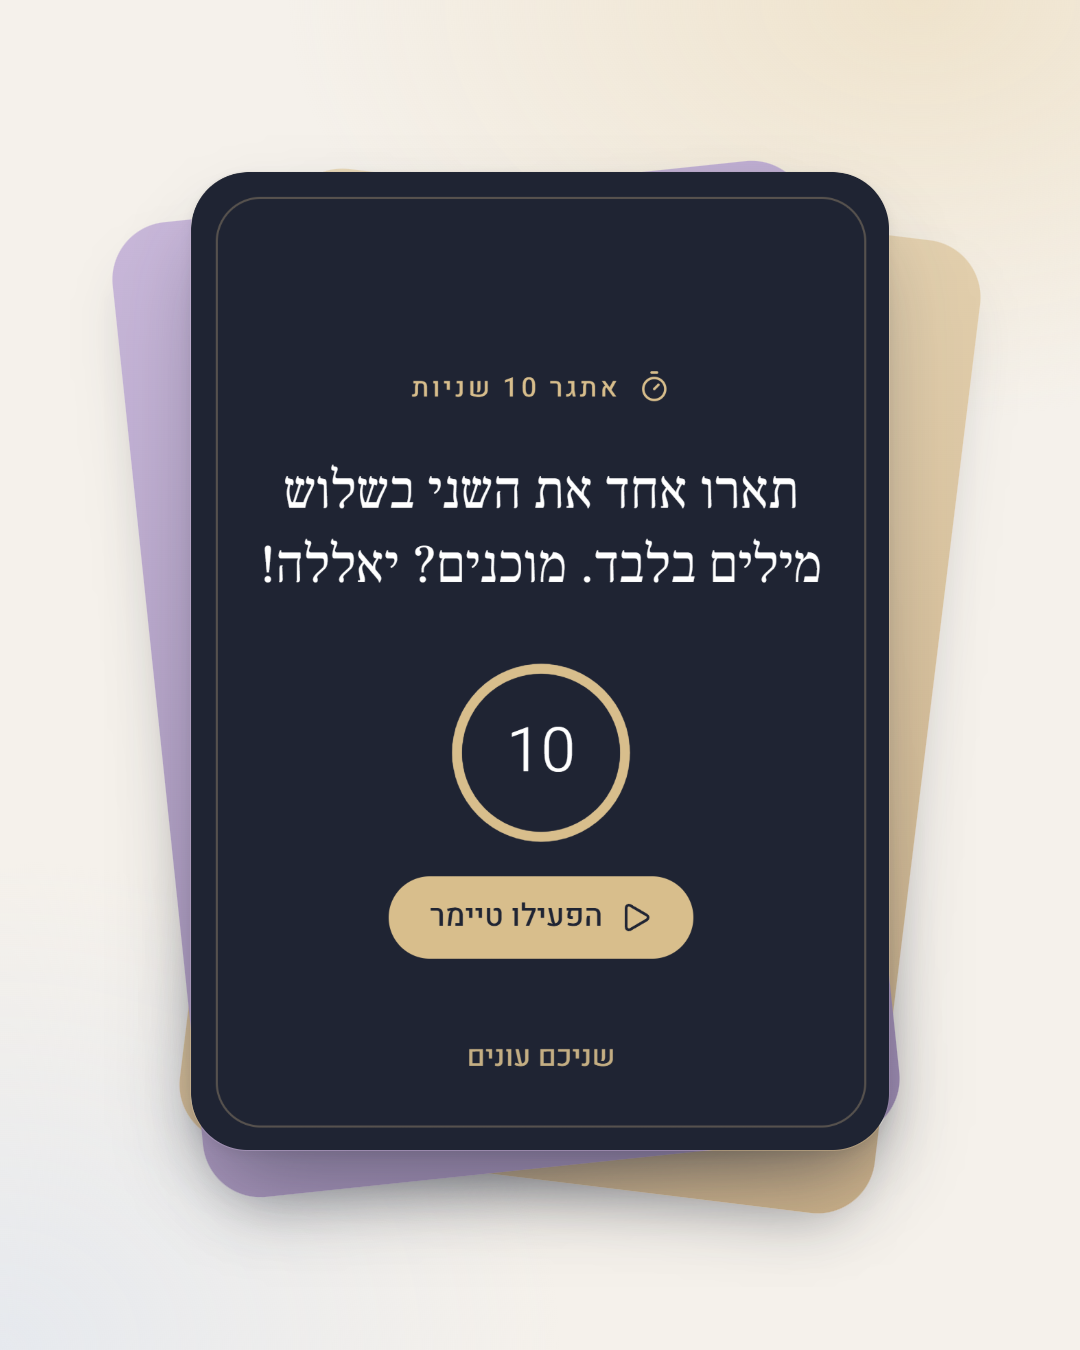 אתגר 10 שניות
תארו אחד את השני בשלוש
מילים בלבד. מוכנים? יאללה!
10
הפעילו טיימר
שניכם עונים